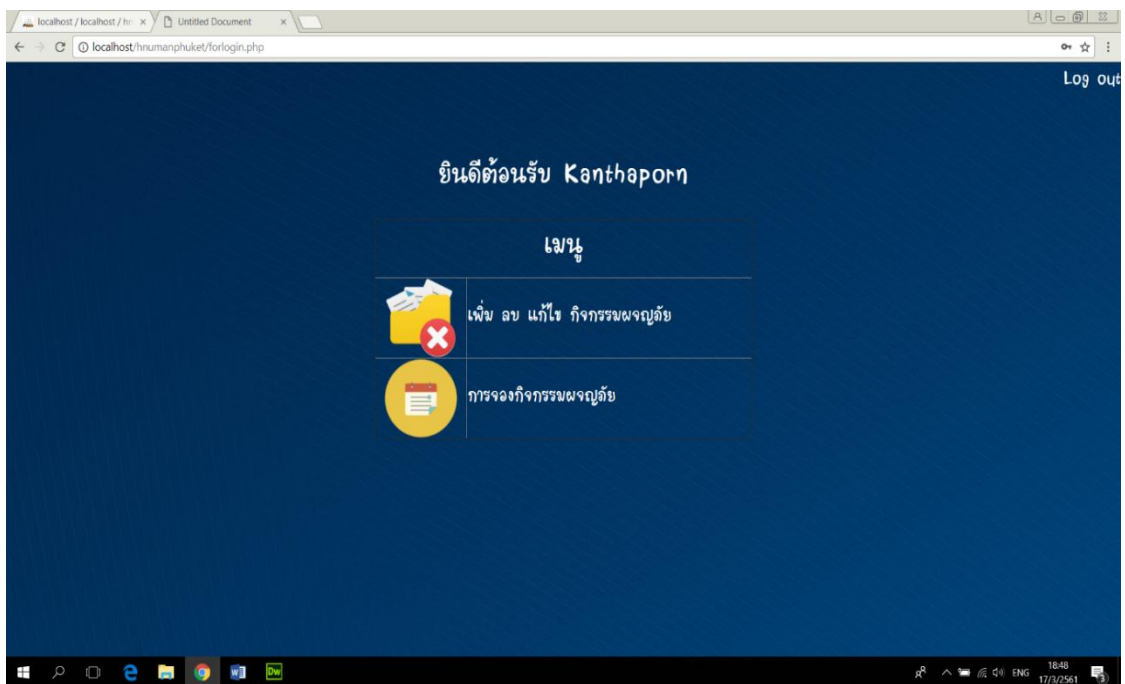 localhost / localhost / hn
Untitled Document
localhost/hnumanphuket/forlogin.php
Log out
ยินดีต้อนรับ Kanthaporn
เมนู
เพิ่ม ลบ แก้ไข กิจกรรมผจญภัย
การจองกิจกรรมผจญภัย
ENG
18:48
17/3/2561